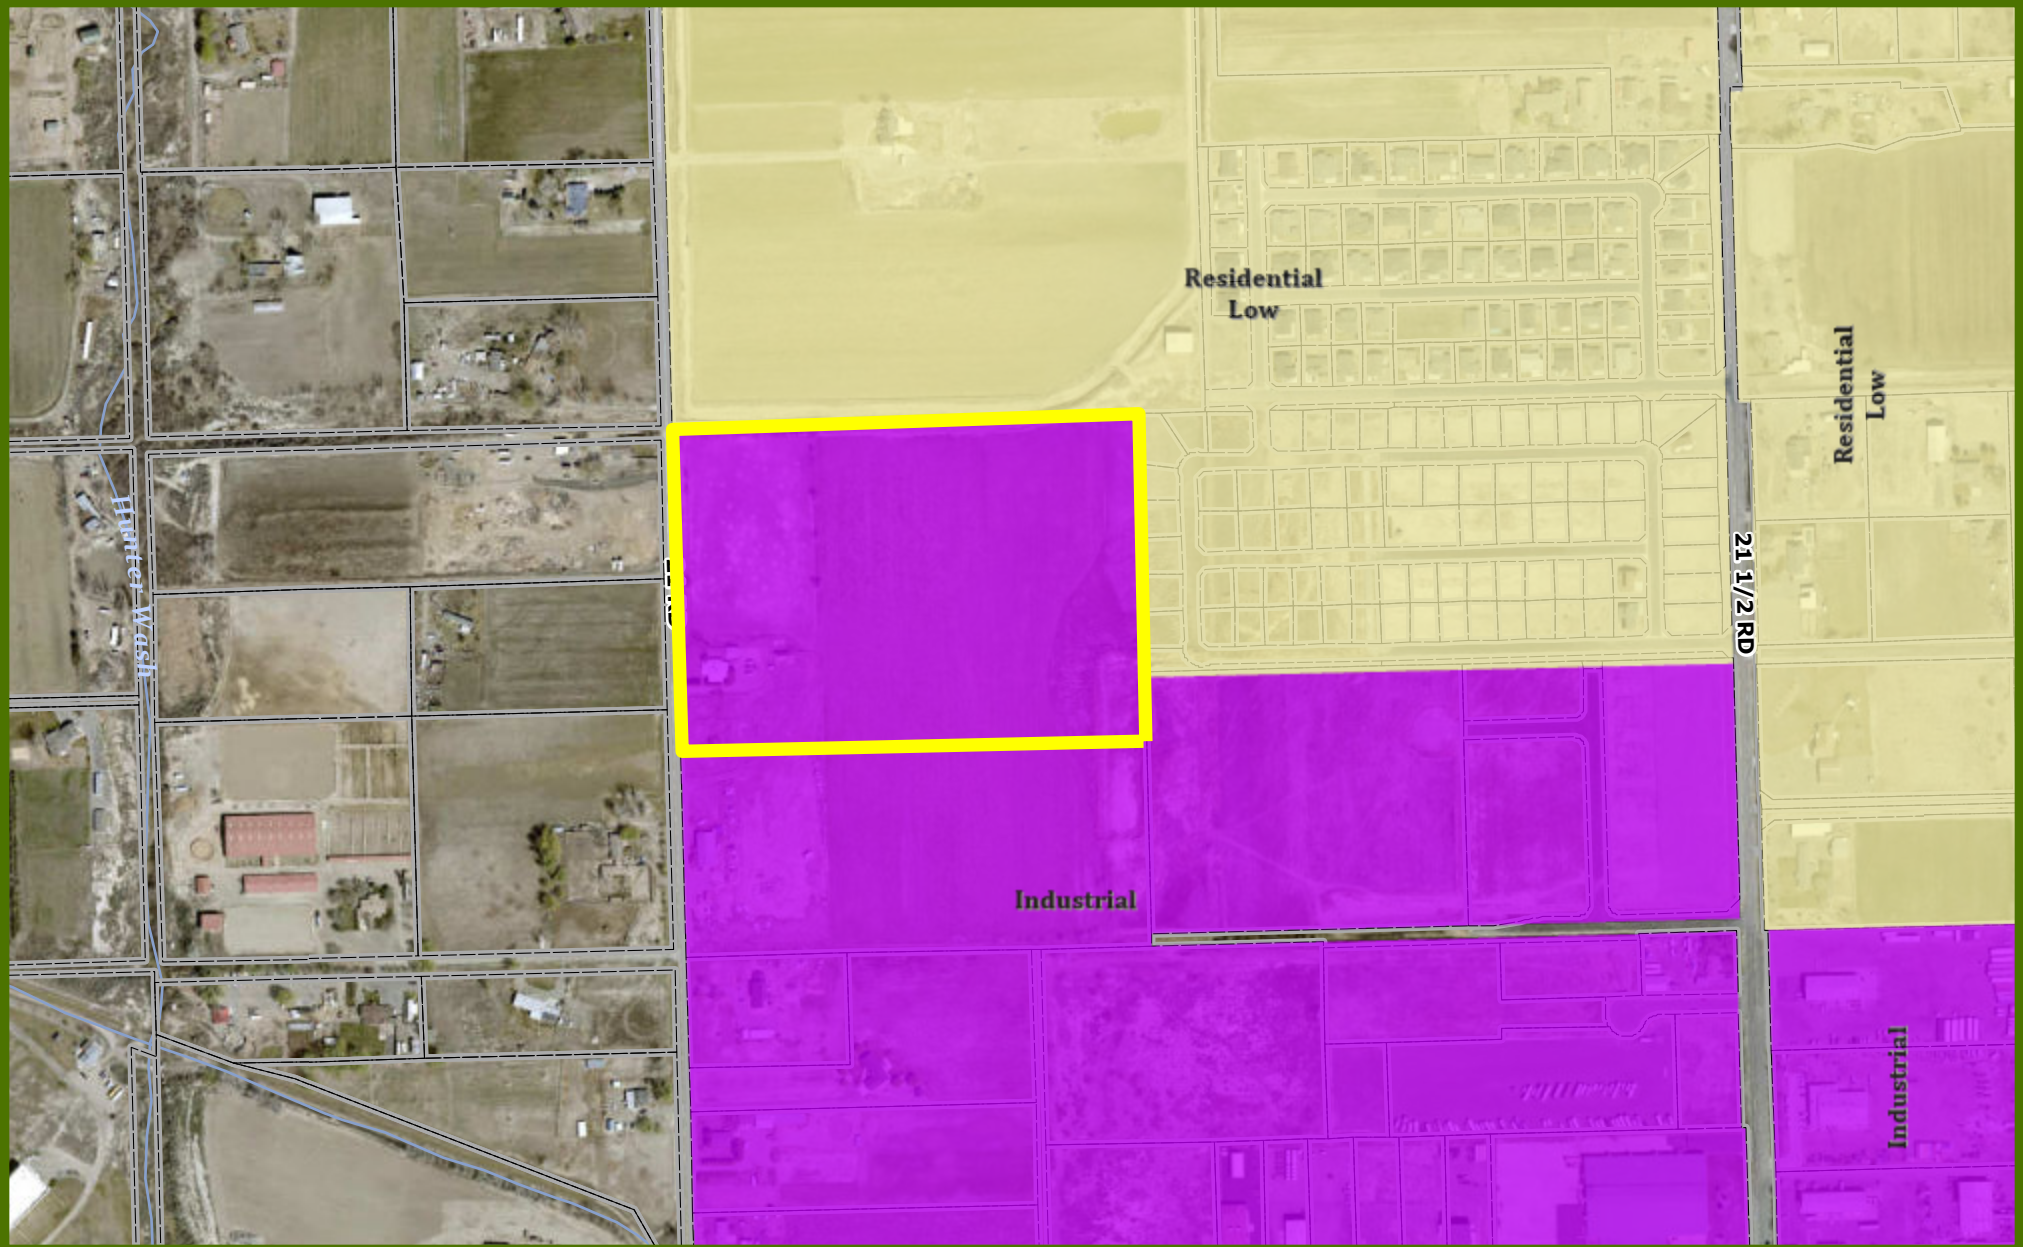 Residential
Low
Residential
Low
Hunter Wash
21 1/2 RD
Industrial
Industrial